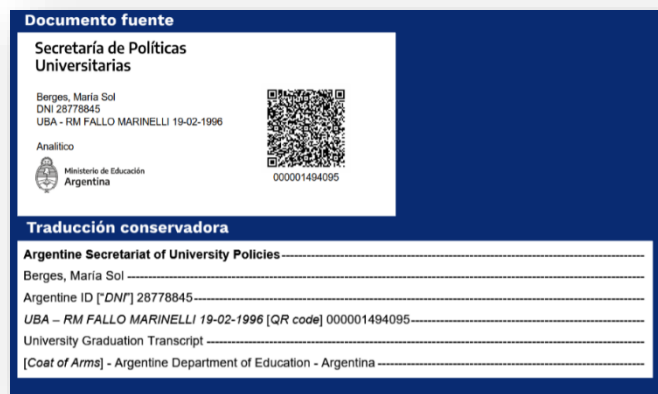 Documento fuente
Secretaría de Políticas
Universitarias
Berges, María Sol
DNI 28778845
UBA - RM FALLO MARINELLI 19-02-1996
Analítico
Ministerio de Educación
Argentina
000001494095
Traducción conservadora
Argentine Secretariat of University Policies
Berges, María Sol
Argentine ID ["DNI"] 28778845
UBA – RM FALLO MARINELLI 19-02-1996 [QR code] 000001494095
University Graduation Transcript
[Coat of Arms] - Argentine Department of Education - Argentina